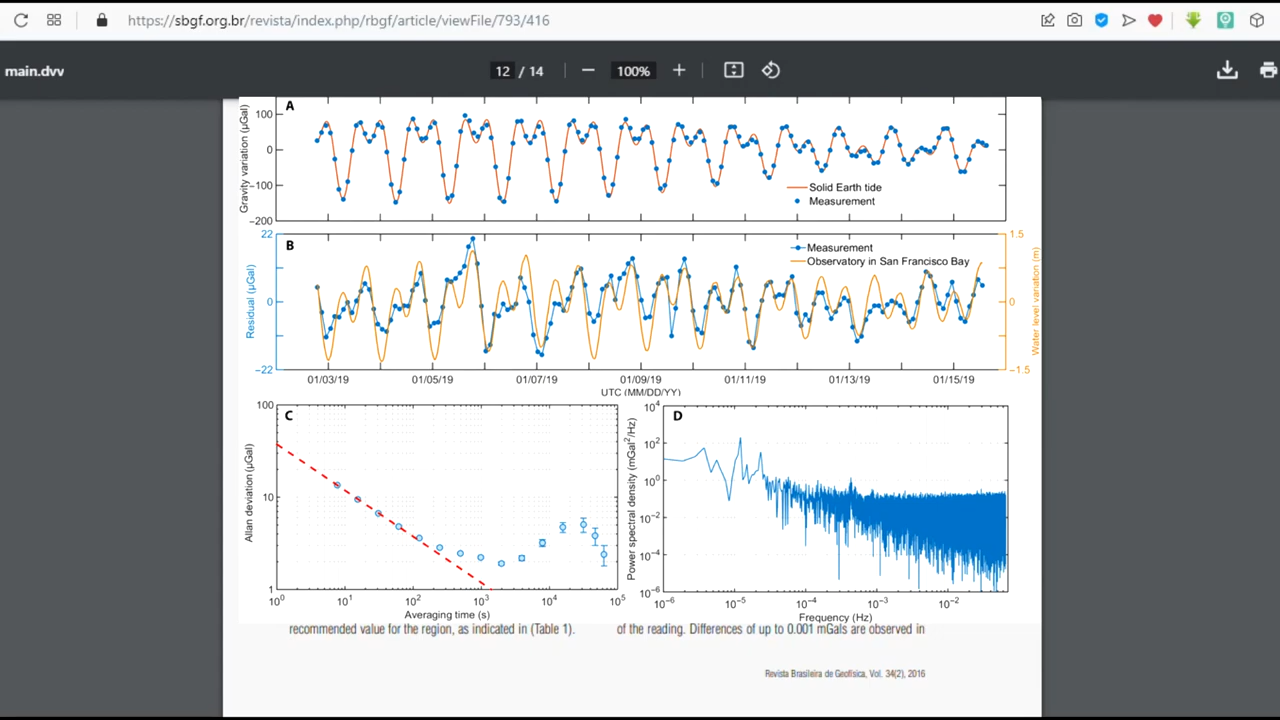 https://sbgf.org.br/revista/index.php/rbgf/article/viewFile/793/416
main.dvv
12 / 14
100%
A
Gravity variation (μGal)
100
0
−100
−200
Solid Earth tide
Measurement
B
Residual (μGal)
22
0
−22
Measurement
Observatory in San Francisco Bay
1.5
0
−1.5
Water level variation (m)
01/03/19 01/05/19 01/07/19 01/09/19 01/11/19 01/13/19 01/15/19
UTC (MM/DD/YY)
C
Allan deviation (μGal)
100
10
1
10⁰ 10¹ 10² 10³ 10⁴ 10⁵
Averaging time (s)
D
Power spectral density (mGal²/Hz)
10⁴
10²
10⁰
10⁻²
10⁻⁴
10⁻⁶
10⁻⁶ 10⁻⁵ 10⁻⁴ 10⁻³ 10⁻²
Frequency (Hz)
recommended value for the region, as indicated in (Table 1).
of the reading. Differences of up to 0.001 mGals are observed in
Revista Brasileira de Geofísica, Vol. 34(2), 2016